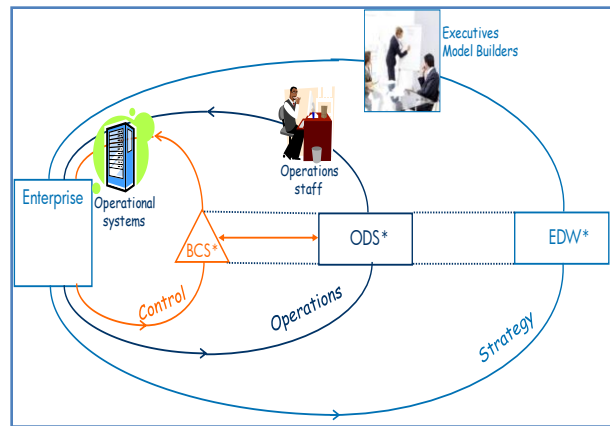 Executives
Model Builders
Operations
staff
Enterprise
Operational
systems
BCS*
ODS*
EDW*
Control
Operations
Strategy